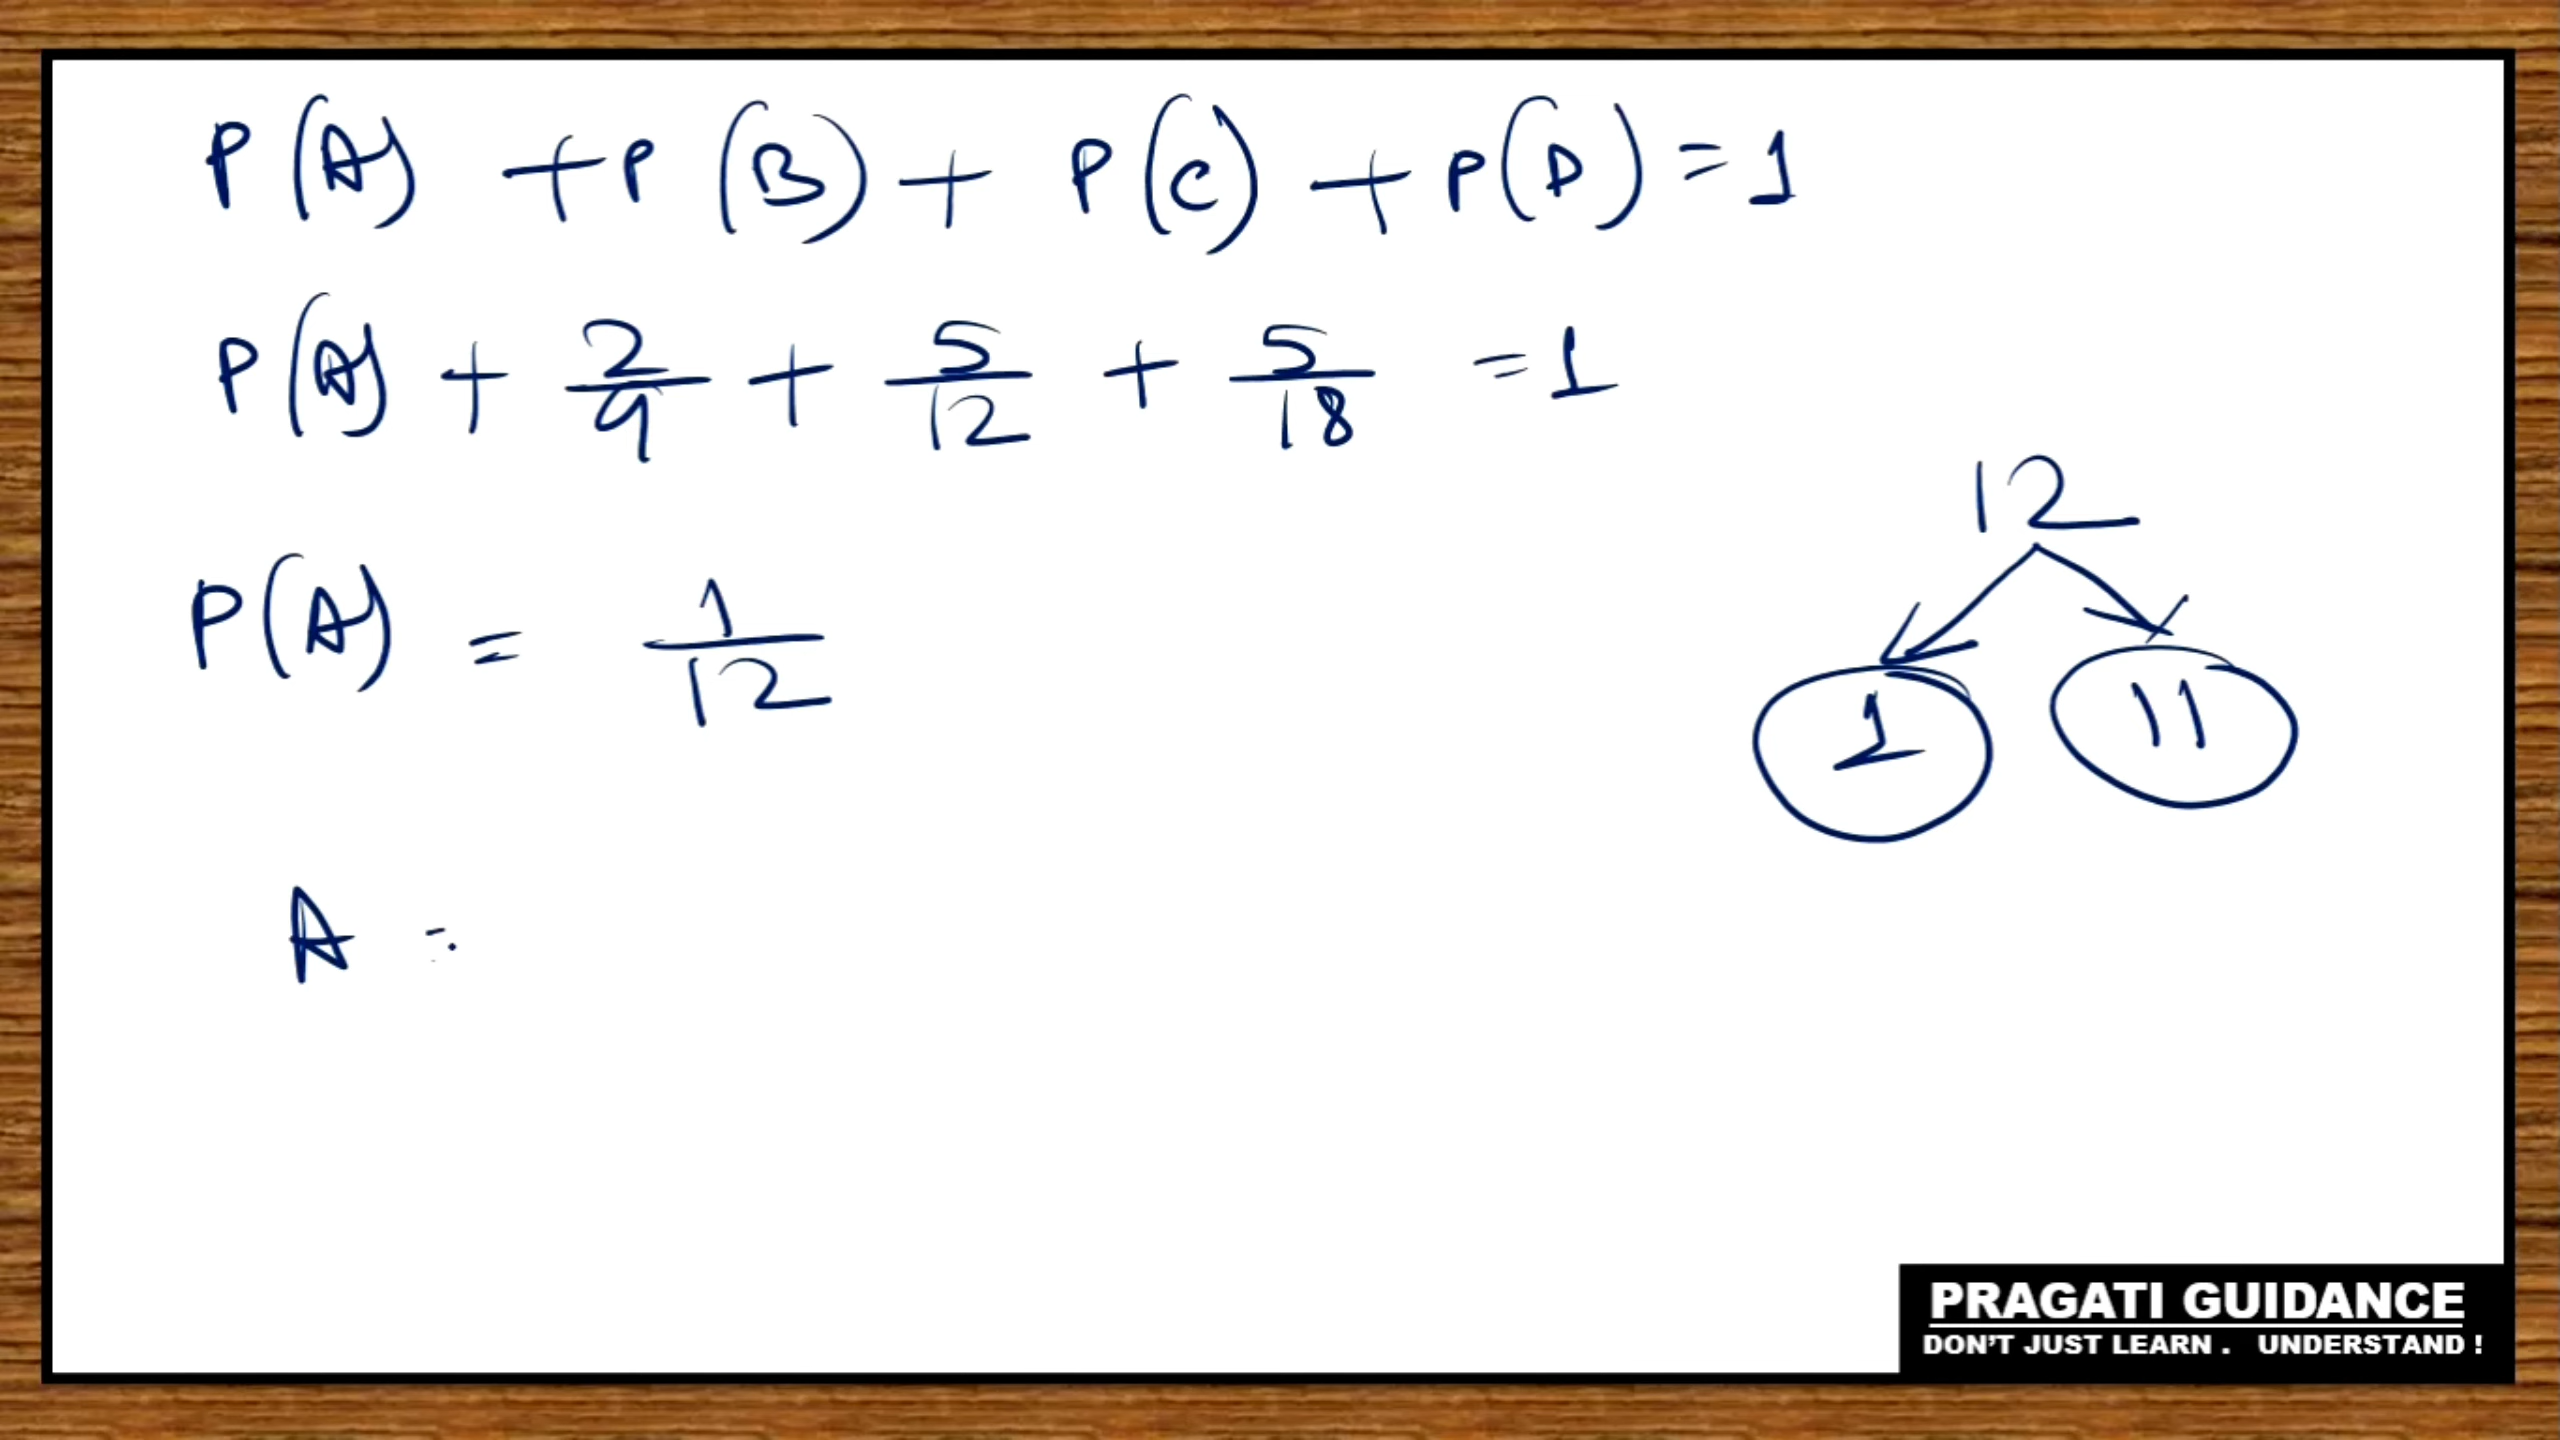 P(A) + P(B) + P(C) + P(D) = 1
P(A) + 2/9 + 5/12 + 5/18 = 1
12
P(A) = 1/12
1 11
A =
PRAGATI GUIDANCE
DON'T JUST LEARN . UNDERSTAND !